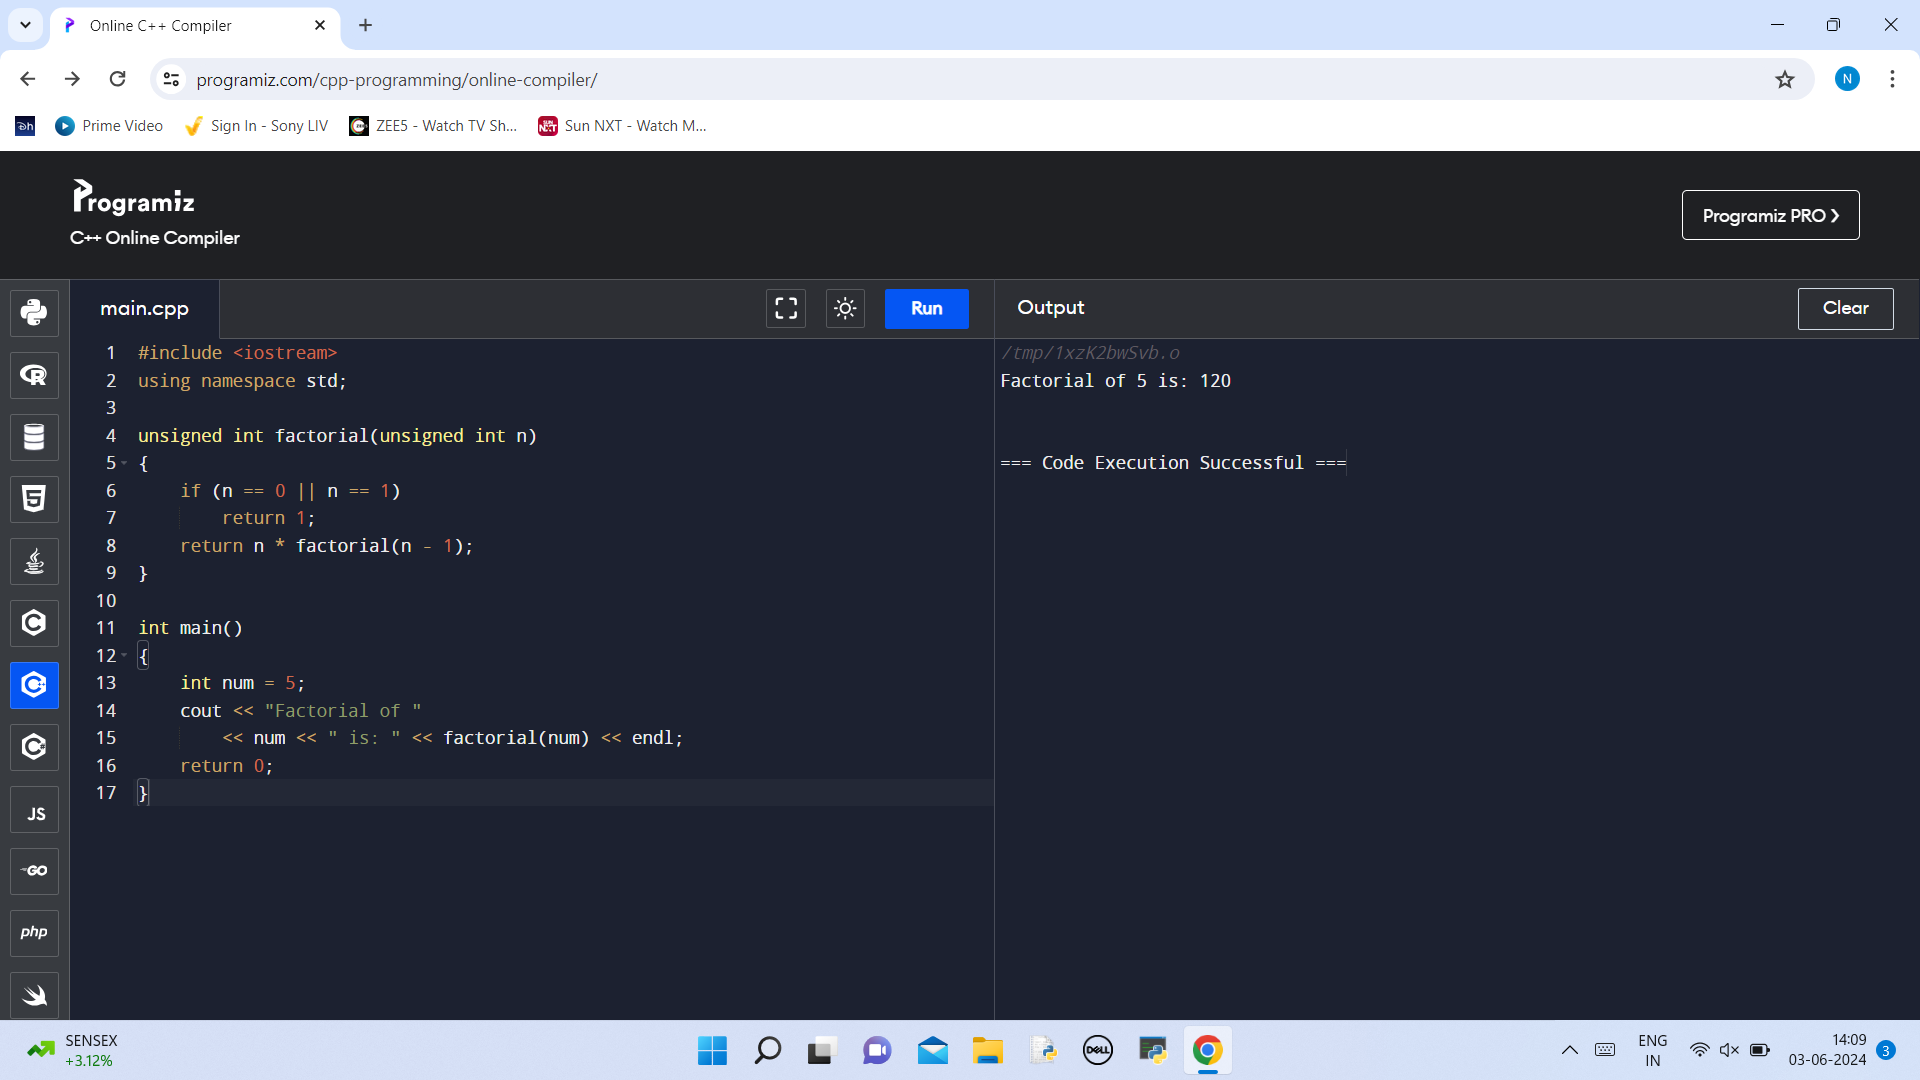 Online C++ Compiler
programiz.com/cpp-programming/online-compiler/
Prime Video
Sign In - Sony LIV
ZEE5 - Watch TV Sh...
Sun NXT - Watch M...
N
Programiz
C++ Online Compiler
Programiz PRO ❯
main.cpp
Run
Output
Clear
1 #include <iostream>
2 using namespace std;
3
4 unsigned int factorial(unsigned int n)
5 {
6     if (n == 0 || n == 1)
7         return 1;
8     return n * factorial(n - 1);
9 }
10
11 int main()
12 {
13     int num = 5;
14     cout << "Factorial of "
15         << num << " is: " << factorial(num) << endl;
16     return 0;
17 }
/tmp/1xzK2bwSvb.o
Factorial of 5 is: 120
=== Code Execution Successful ===
JS
GO
php
SENSEX
+3.12%
DELL
ENG
IN
14:09
03-06-2024
3